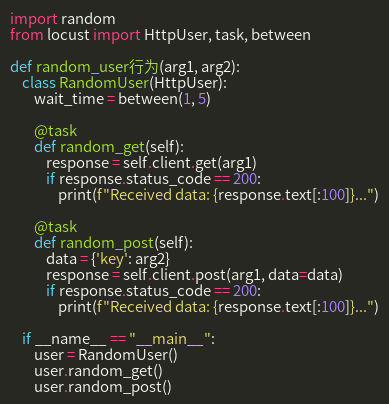 import random
from locust import HttpUser, task, between

def random_user行为(arg1, arg2):
    class RandomUser(HttpUser):
        wait_time = between(1, 5)

        @task
        def random_get(self):
            response = self.client.get(arg1)
            if response.status_code == 200:
                print(f"Received data: {response.text[:100]}...")

        @task
        def random_post(self):
            data = {'key': arg2}
            response = self.client.post(arg1, data=data)
            if response.status_code == 200:
                print(f"Received data: {response.text[:100]}...")

    if __name__ == "__main__":
        user = RandomUser()
        user.random_get()
        user.random_post()